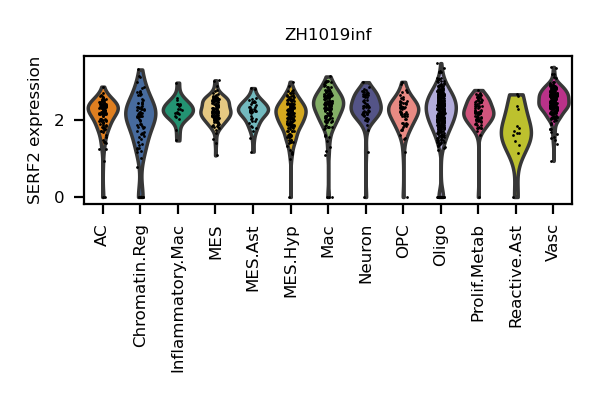 ZH1019inf
SERF2 expression
2
0
AC
Chromatin.Reg
Inflammatory.Mac
MES
MES.Ast
MES.Hyp
Mac
Neuron
OPC
Oligo
Prolif.Metab
Reactive.Ast
Vasc